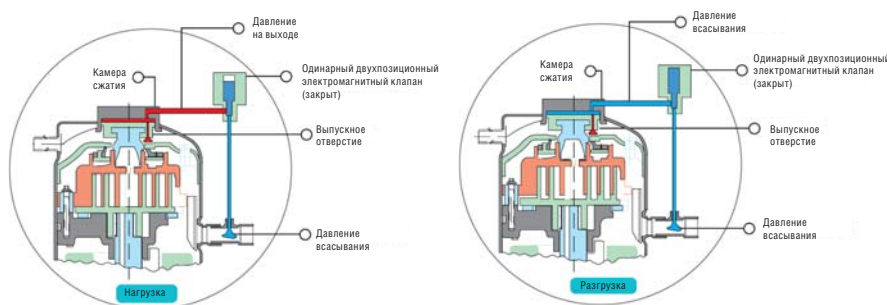 Давление
на выходе
Камера
сжатия
Одинарный двухпозиционный
электромагнитный клапан
(закрыт)
Выпускное
отверстие
Давление
всасывания
Нагрузка
Давление
всасывания
Камера
сжатия
Одинарный двухпозиционный
электромагнитный клапан
(закрыт)
Выпускное
отверстие
Давление
всасывания
Разгрузка